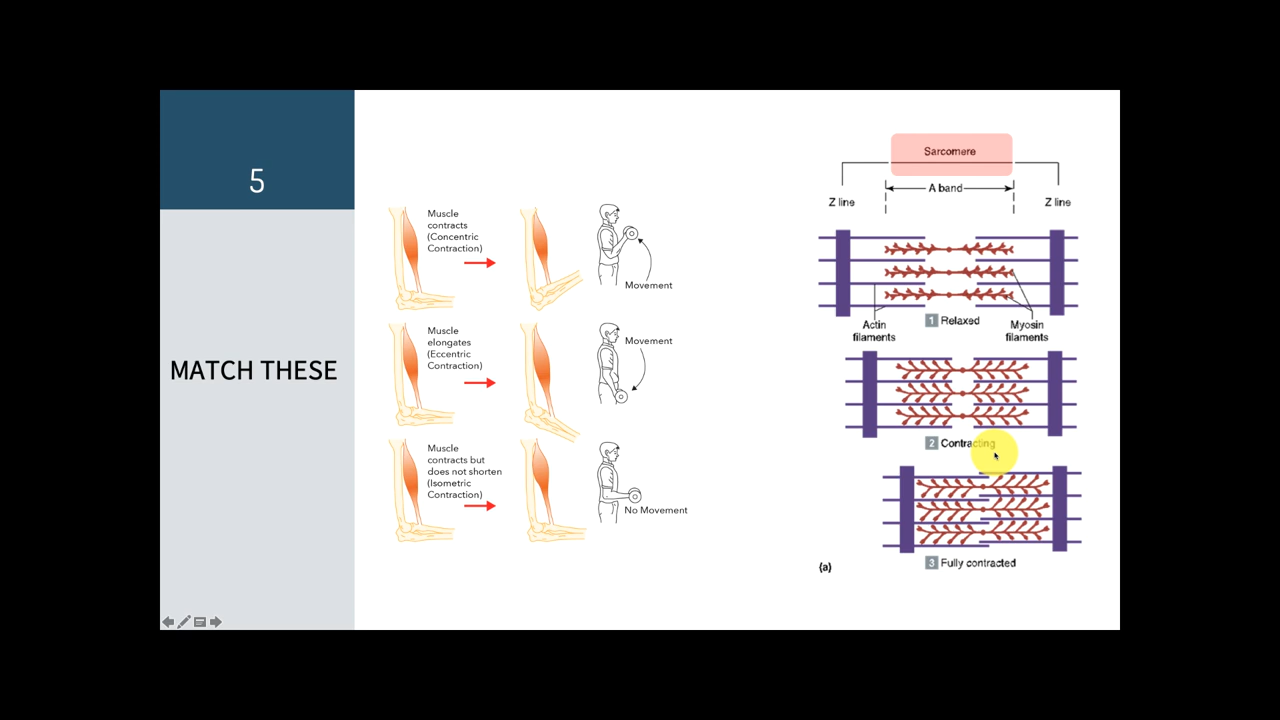 5
MATCH THESE
Muscle
contracts
(Concentric
Contraction)
Movement
Muscle
elongates
(Eccentric
Contraction)
Movement
Muscle
contracts but
does not shorten
(Isometric
Contraction)
No Movement
Sarcomere
A band
Z line
Z line
1 Relaxed
Actin
filaments
Myosin
filaments
2 Contracting
3 Fully contracted
(a)